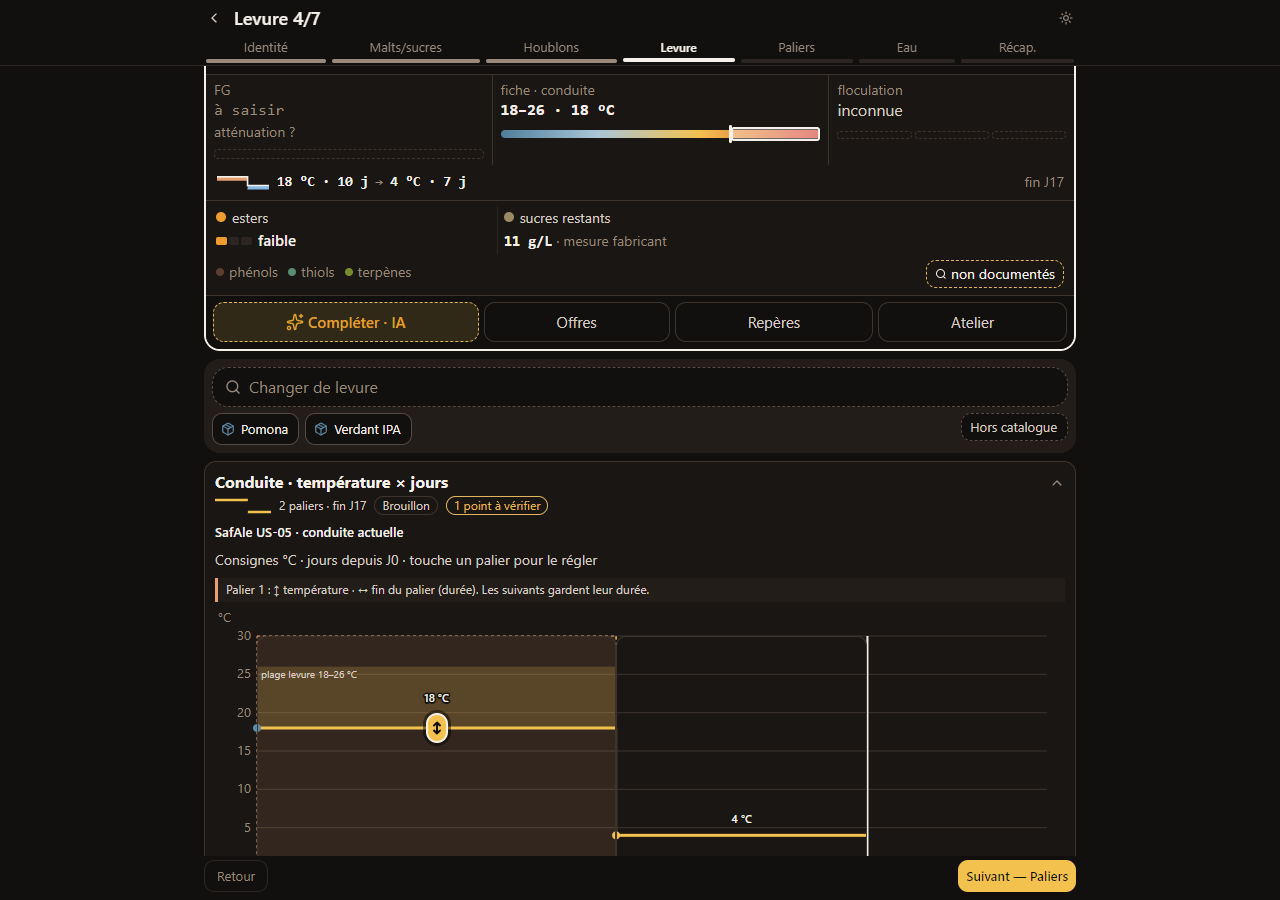 Levure 4/7
Identité Malts/sucres Houblons Levure Paliers Eau Récap.
FG fiche · conduite floculation
à saisir 18–26 · 18 °C inconnue
atténuation ?
18 °C · 10 j → 4 °C · 7 j fin J17
esters sucres restants
faible 11 g/L · mesure fabricant
phénols thiols terpènes non documentés
Compléter · IA Offres Repères Atelier
Changer de levure
Pomona Verdant IPA Hors catalogue
Conduite · température × jours
2 paliers · fin J17 Brouillon 1 point à vérifier
SafAle US-05 · conduite actuelle
Consignes °C · jours depuis J0 · touche un palier pour le régler
Palier 1 : ↕ température · ↔ fin du palier (durée). Les suivants gardent leur durée.
°C
30
25 plage levure 18–26 °C
18 °C
20
15
10
4 °C
5
Retour Suivant — Paliers